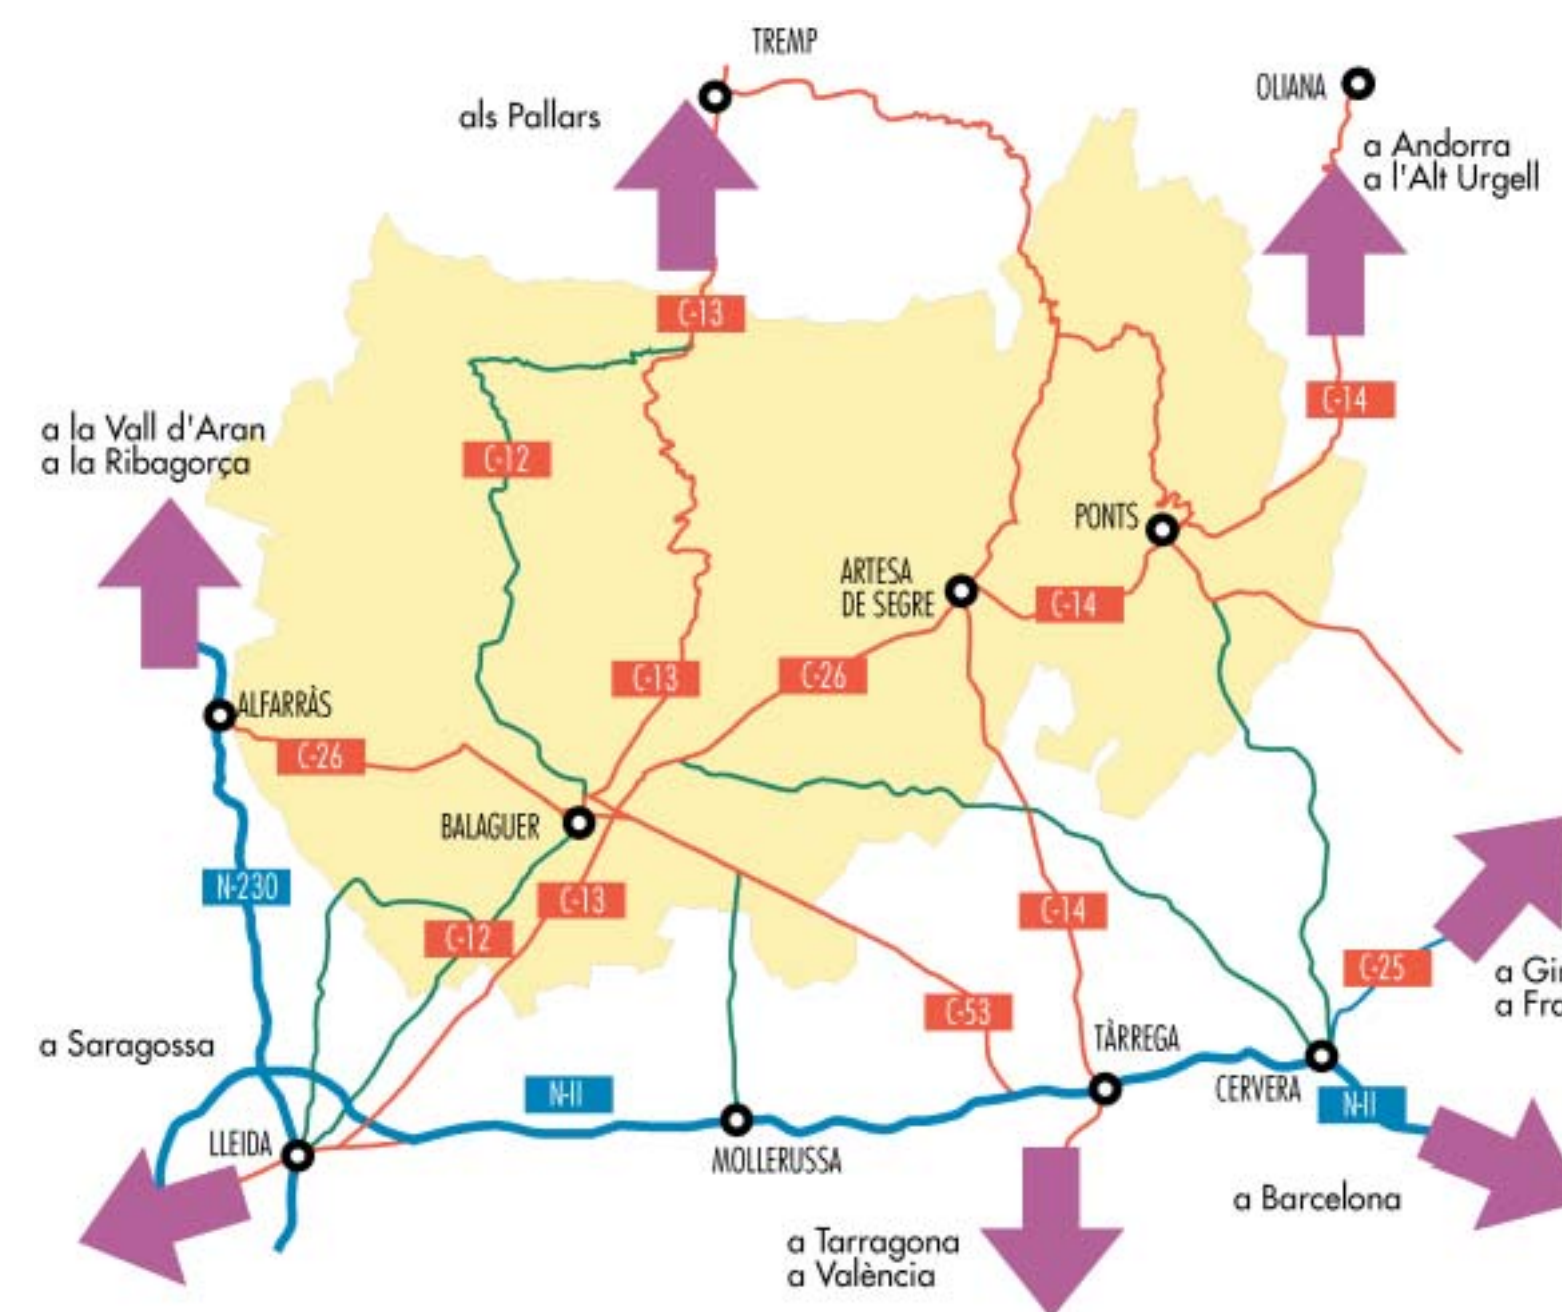 TREMP
OLIANA
als Pallars
a Andorra
a l'Alt Urgell
C-13
C-14
a la Vall d'Aran
a la Ribagorça
C-12
PONTS
ARTESA
DE SEGRE
C-14
C-13
C-26
ALFARRÀS
C-26
BALAGUER
N-230
C-13
C-14
C-12
C-25
a Gi
a Fr
C-53
a Saragossa
TÀRREGA
N-II
CERVERA
N-II
LLEIDA
MOLLERUSSA
a Barcelona
a Tarragona
a València